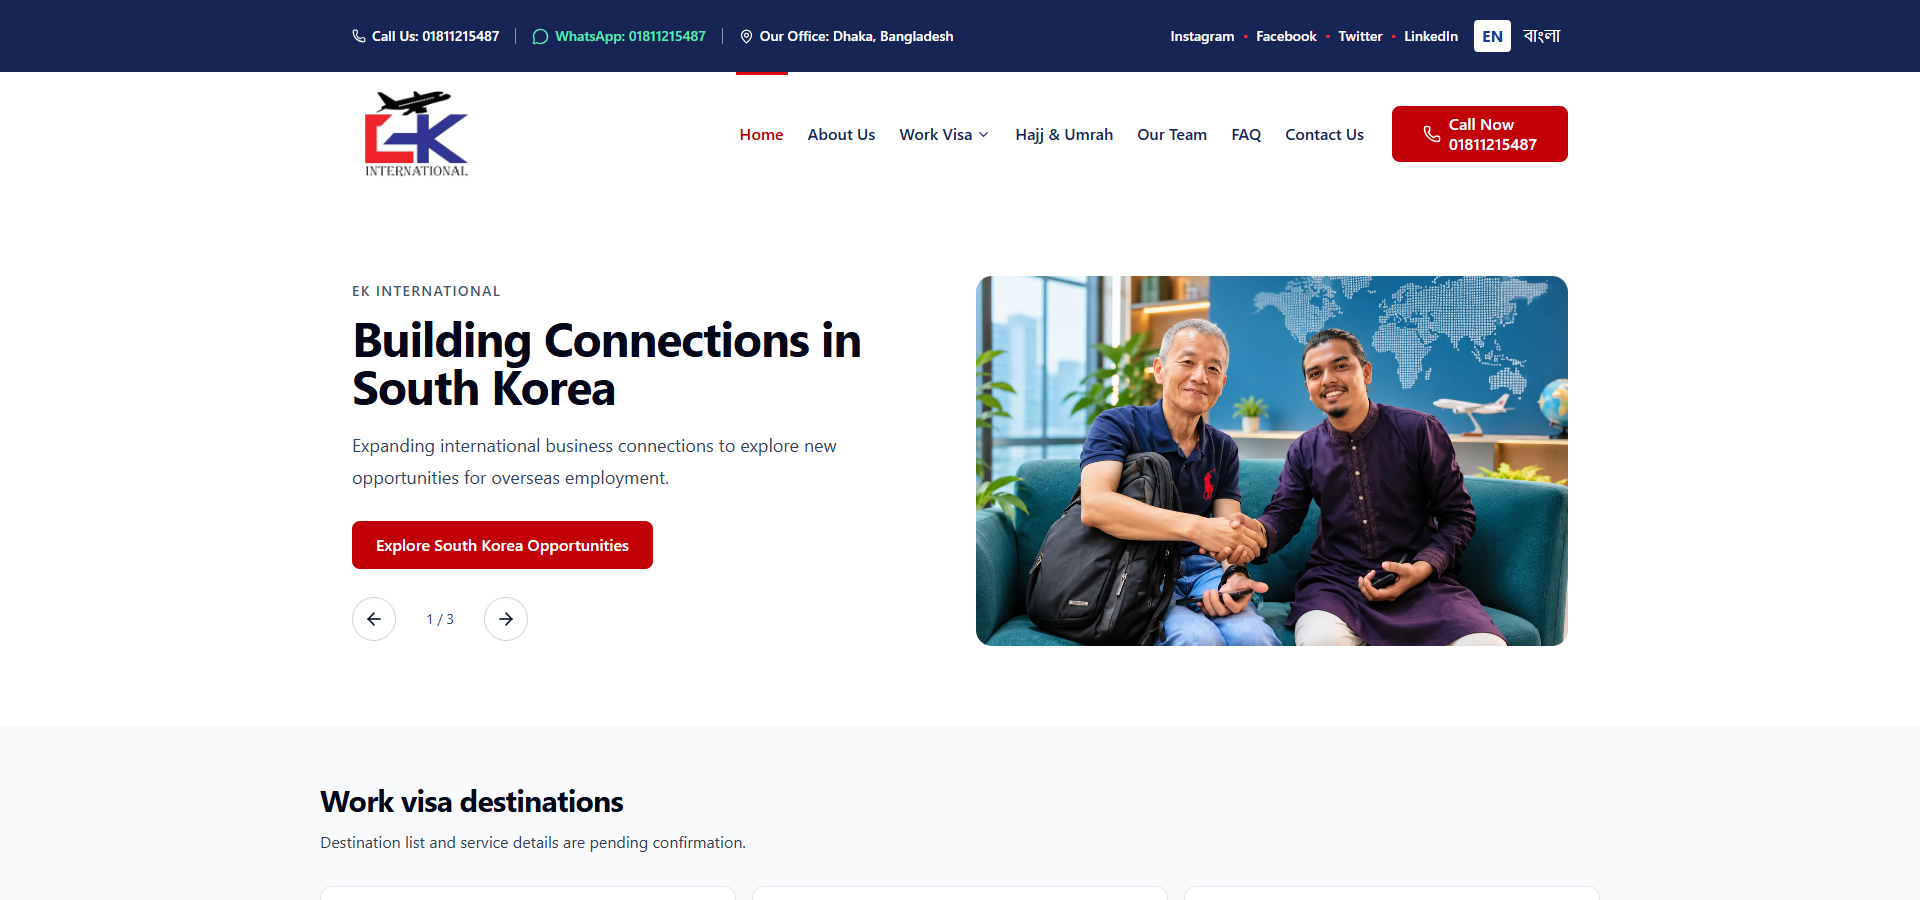 Call Us: 01811215487
WhatsApp: 01811215487
Our Office: Dhaka, Bangladesh
Instagram • Facebook • Twitter • LinkedIn
EN
বাংলা
EK
INTERNATIONAL
Home
About Us
Work Visa
Hajj & Umrah
Our Team
FAQ
Contact Us
Call Now
01811215487
EK INTERNATIONAL
Building Connections in
South Korea
Expanding international business connections to explore new
opportunities for overseas employment.
Explore South Korea Opportunities
1 / 3
Work visa destinations
Destination list and service details are pending confirmation.